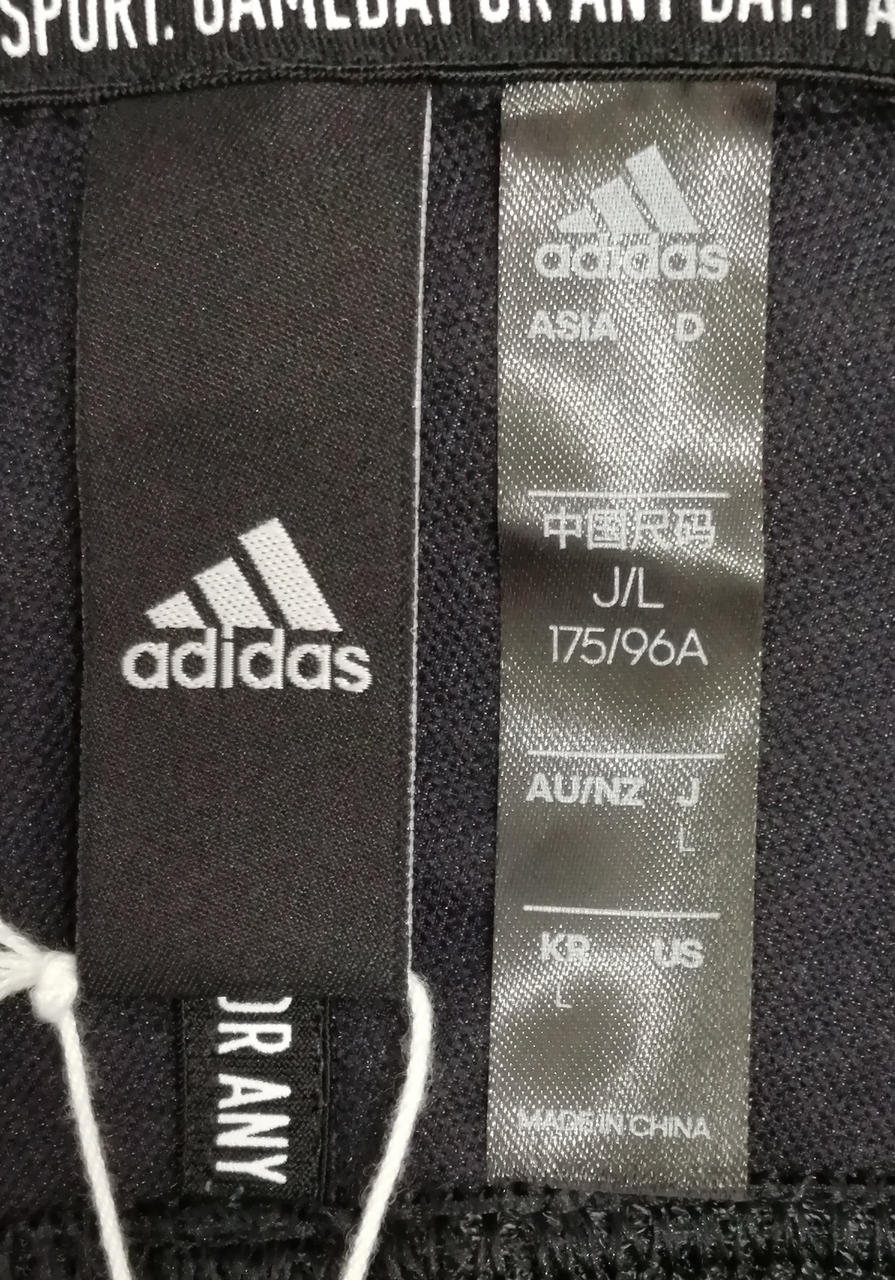 SPORT. GAMEDAY OR ANY DAY.
adidas
OR ANY
adidas
ASIA D
中国尺码
J/L
175/96A
AU/NZ J
L
KR US
L
MADE IN CHINA